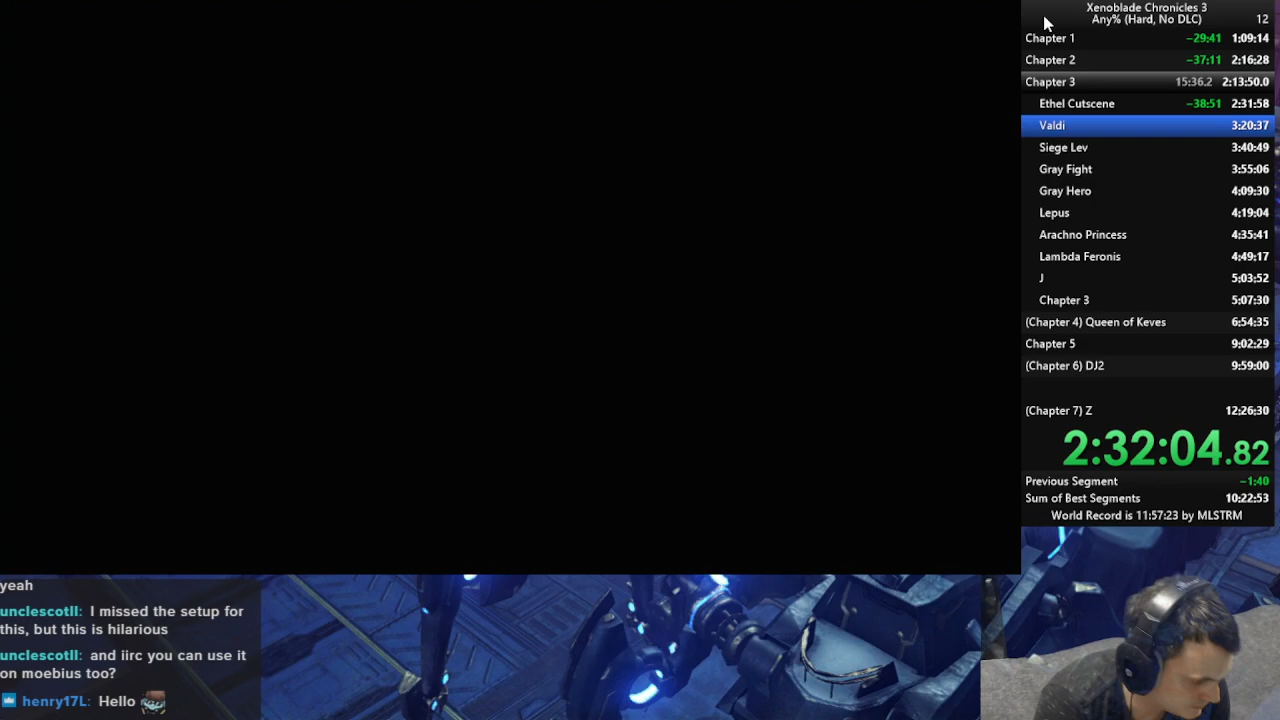 Xenoblade Chronicles 3
Any% (Hard, No DLC) 12
Chapter 1 −29:41 1:09:14
Chapter 2 −37:11 2:16:28
Chapter 3 15:36.2 2:13:50.0
Ethel Cutscene −38:51 2:31:58
Valdi 3:20:37
Siege Lev 3:40:49
Gray Fight 3:55:06
Gray Hero 4:09:30
Lepus 4:19:04
Arachno Princess 4:35:41
Lambda Feronis 4:49:17
J 5:03:52
Chapter 3 5:07:30
(Chapter 4) Queen of Keves 6:54:35
Chapter 5 9:02:29
(Chapter 6) DJ2 9:59:00
(Chapter 7) Z 12:26:30
2:32:04.82
Previous Segment −1:40
Sum of Best Segments 10:22:53
World Record is 11:57:23 by MLSTRM
yeah
unclescotll: I missed the setup for
this, but this is hilarious
unclescotll: and iirc you can use it
on moebius too?
henry17L: Hello